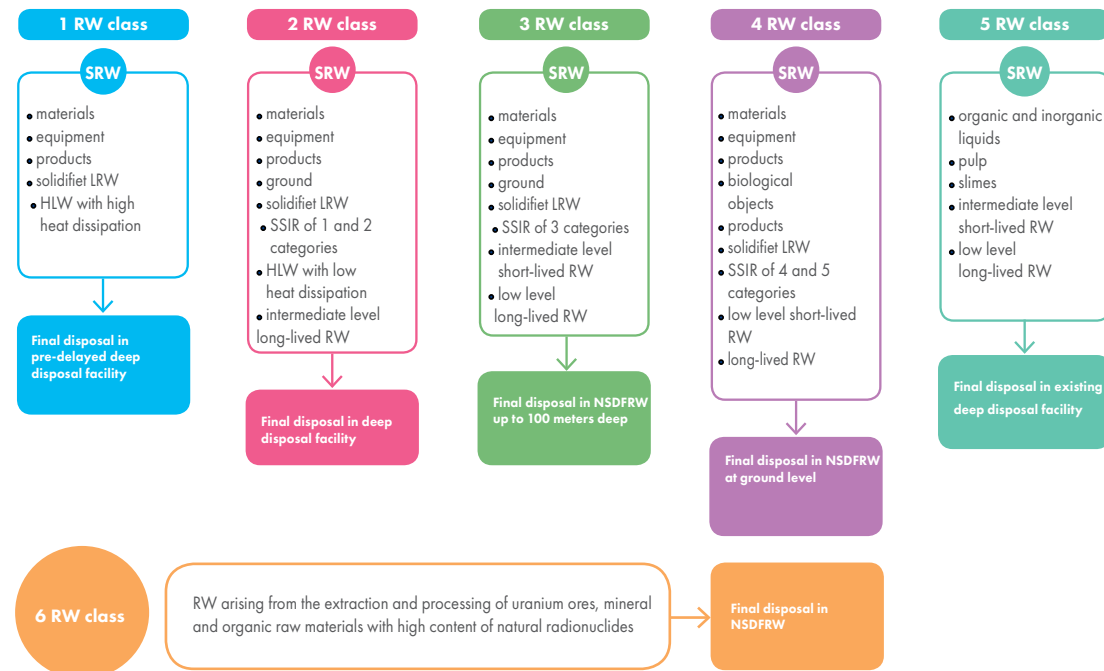 1 RW class
SRW
• materials
• equipment
• products
• solidifiet LRW
• HLW with high
heat dissipation
Final disposal in
pre-delayed deep
disposal facility
2 RW class
SRW
• materials
• equipment
• products
• ground
• solidifiet LRW
• SSIR of 1 and 2
categories
• HLW with low
heat dissipation
• intermediate level
long-lived RW
Final disposal in deep
disposal facility
3 RW class
SRW
• materials
• equipment
• products
• ground
• solidifiet LRW
• SSIR of 3 categories
• intermediate level
short-lived RW
• low level
long-lived RW
Final disposal in NSDFRW
up to 100 meters deep
4 RW class
SRW
• materials
• equipment
• products
• biological
objects
• products
• solidifiet LRW
• SSIR of 4 and 5
categories
• low level short-lived
RW
• long-lived RW
Final disposal in NSDFRW
at ground level
5 RW class
SRW
• organic and inorganic
liquids
• pulp
• slimes
• intermediate level
short-lived RW
• low level
long-lived RW
Final disposal in existing
deep disposal facility
6 RW class
RW arising from the extraction and processing of uranium ores, mineral
and organic raw materials with high content of natural radionuclides
Final disposal in
NSDFRW